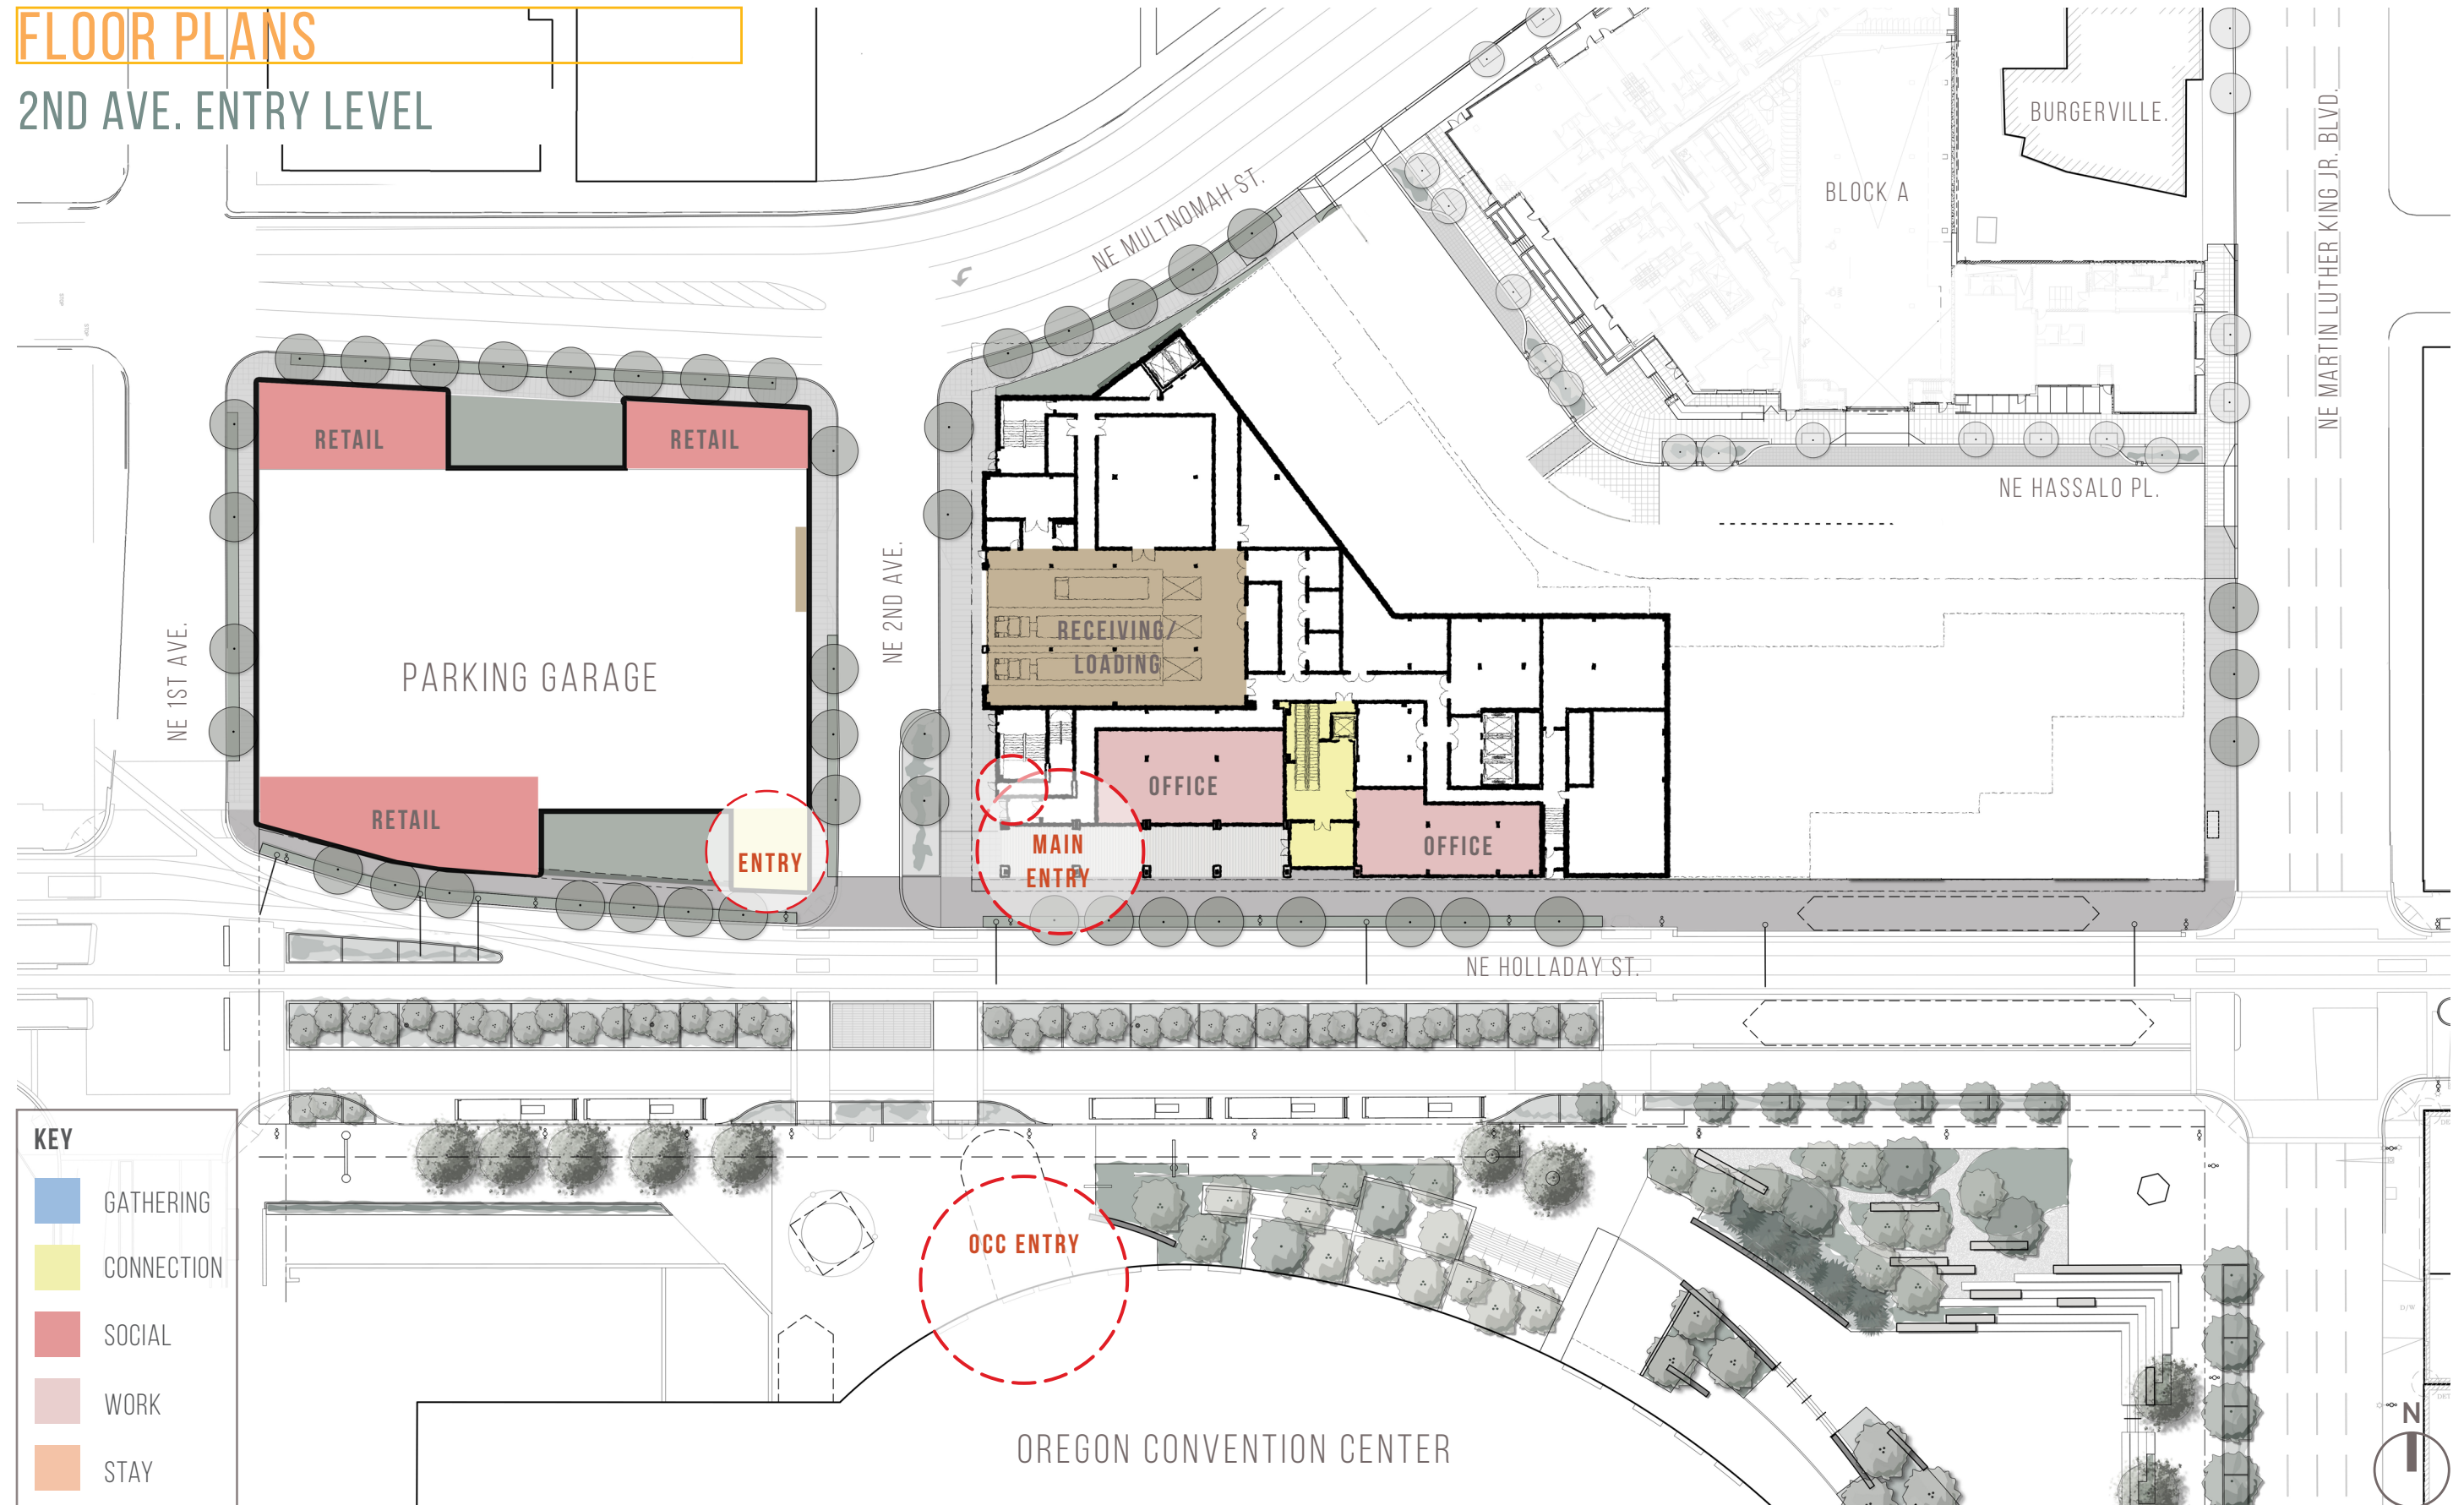 FLOOR PLANS
2ND AVE. ENTRY LEVEL
BURGERVILLE.
BLOCK A
NE MARTIN LUTHER KING JR. BLVD.
NE MULTNOMAH ST.
RETAIL
RETAIL
NE HASSALO PL.
NE 2ND AVE.
NE 1ST AVE.
PARKING GARAGE
RECEIVING/
LOADING
OFFICE
RETAIL
ENTRY
MAIN
ENTRY
OFFICE
NE HOLLADAY ST.
KEY
GATHERING
CONNECTION
SOCIAL
WORK
STAY
OCC ENTRY
OREGON CONVENTION CENTER
D/W
N